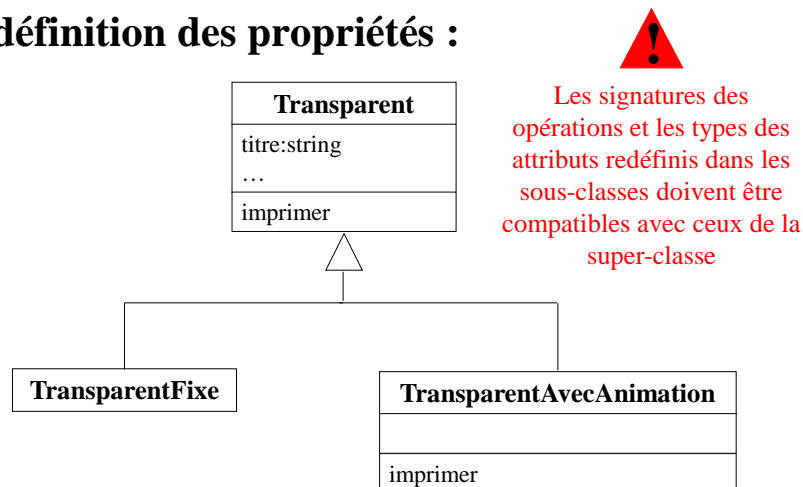 définition des propriétés :
!
Les signatures des
opérations et les types des
attributs redéfinis dans les
sous-classes doivent être
compatibles avec ceux de la
super-classe
Transparent
titre:string
…
imprimer
TransparentFixe
TransparentAvecAnimation
imprimer